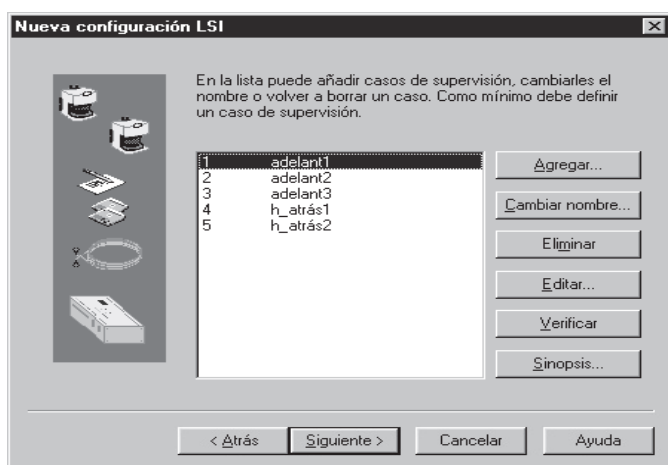 Nueva configuración LSI
En la lista puede añadir casos de supervisión, cambiarles el
nombre o volver a borrar un caso. Como mínimo debe definir
un caso de supervisión.
1 adelant1
2 adelant2
3 adelant3
4 h_atrás1
5 h_atrás2
Agregar...
Cambiar nombre...
Eliminar
Editar...
Verificar
Sinopsis...
< Atrás
Siguiente >
Cancelar
Ayuda